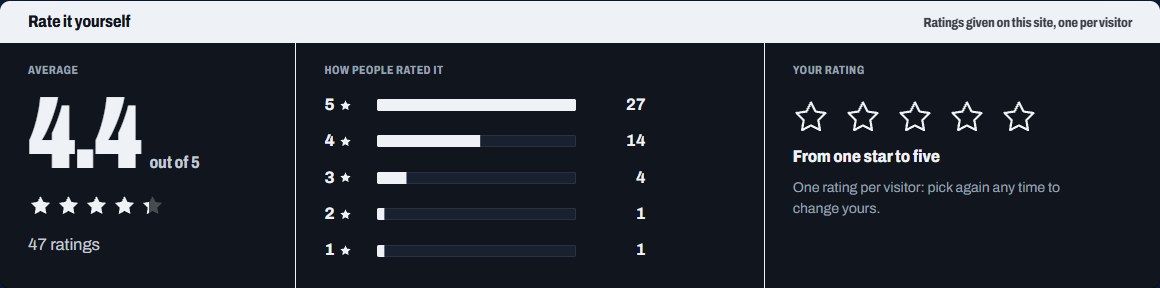 Rate it yourself
Ratings given on this site, one per visitor
AVERAGE
4.4 out of 5
47 ratings
HOW PEOPLE RATED IT
5 ★ 27
4 ★ 14
3 ★ 4
2 ★ 1
1 ★ 1
YOUR RATING
From one star to five
One rating per visitor: pick again any time to
change yours.